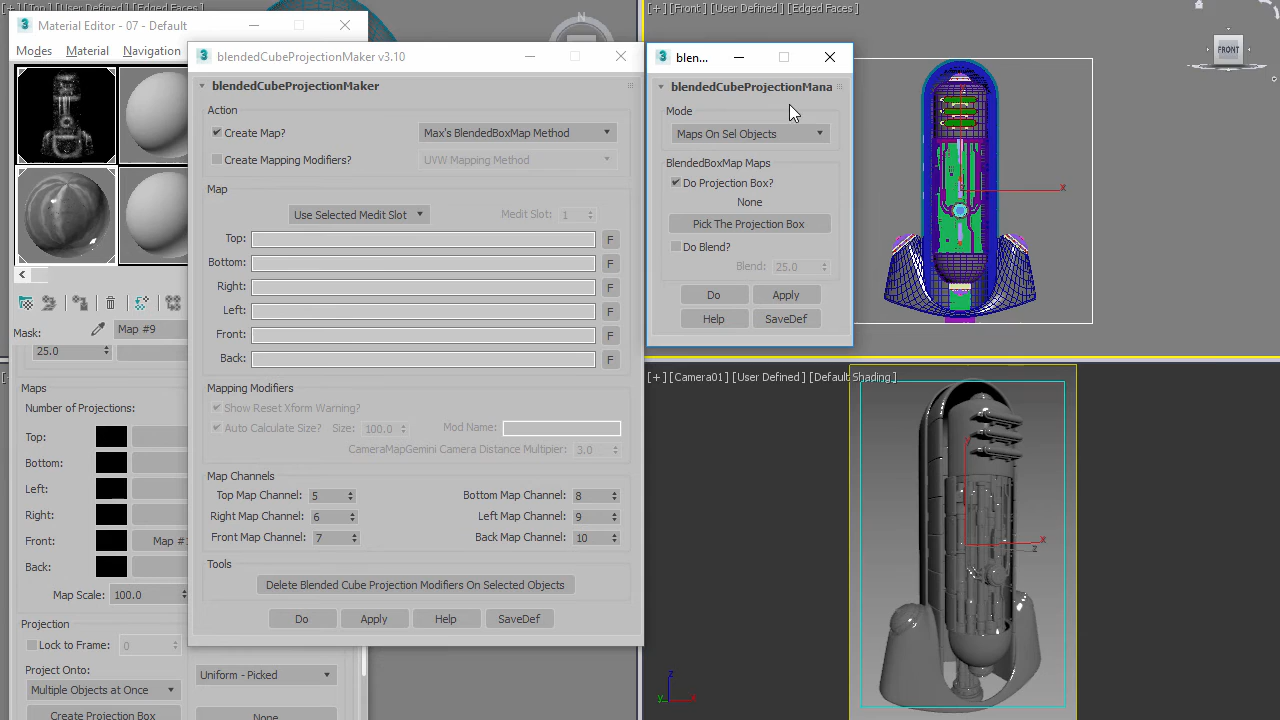 [+] [Top] [User Defined] [Edged Faces]
Material Editor - 07 - Default
Modes Material Navigation
Mask: Map #9
25.0
Maps
Number of Projections:
Top:
Bottom:
Left:
Right:
Front: Map #1
Back:
Map Scale: 100.0
Projection
Lock to Frame: 0
Project Onto:
Multiple Objects at Once
Create Projection Box
Uniform - Picked
None
blendedCubeProjectionMaker v3.10
blendedCubeProjectionMaker
Action
Create Map? Max's BlendedBoxMap Method
Create Mapping Modifiers? UVW Mapping Method
Map
Use Selected Medit Slot Medit Slot: 1
Top: F
Bottom: F
Right: F
Left: F
Front: F
Back: F
Mapping Modifiers
Show Reset Xform Warning?
Auto Calculate Size? Size: 100.0 Mod Name:
CameraMapGemini Camera Distance Multipier: 3.0
Map Channels
Top Map Channel: 5 Bottom Map Channel: 8
Right Map Channel: 6 Left Map Channel: 9
Front Map Channel: 7 Back Map Channel: 10
Tools
Delete Blended Cube Projection Modifiers On Selected Objects
Do Apply Help SaveDef
blen...
blendedCubeProjectionMana
Mode
Maps On Sel Objects
BlendedBoxMap Maps
Do Projection Box?
None
Pick The Projection Box
Do Blend?
Blend: 25.0
Do Apply
Help SaveDef
[+] [Front] [User Defined] [Edged Faces]
FRONT
x
[+] [Camera01] [User Defined] [Default Shading]
y
x
z
z
y x